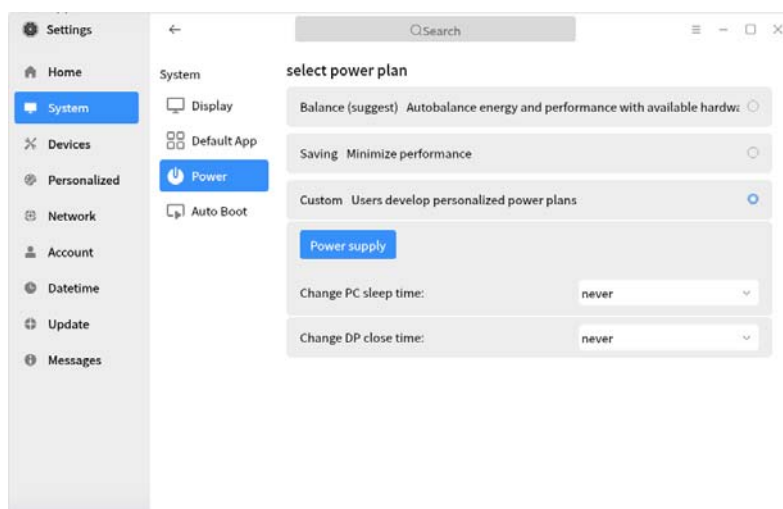 Settings
Search
Home
System
Devices
Personalized
Network
Account
Datetime
Update
Messages
System
Display
Default App
Power
Auto Boot
select power plan
Balance (suggest) Autobalance energy and performance with available hardwa
Saving Minimize performance
Custom Users develop personalized power plans
Power supply
Change PC sleep time: never
Change DP close time: never